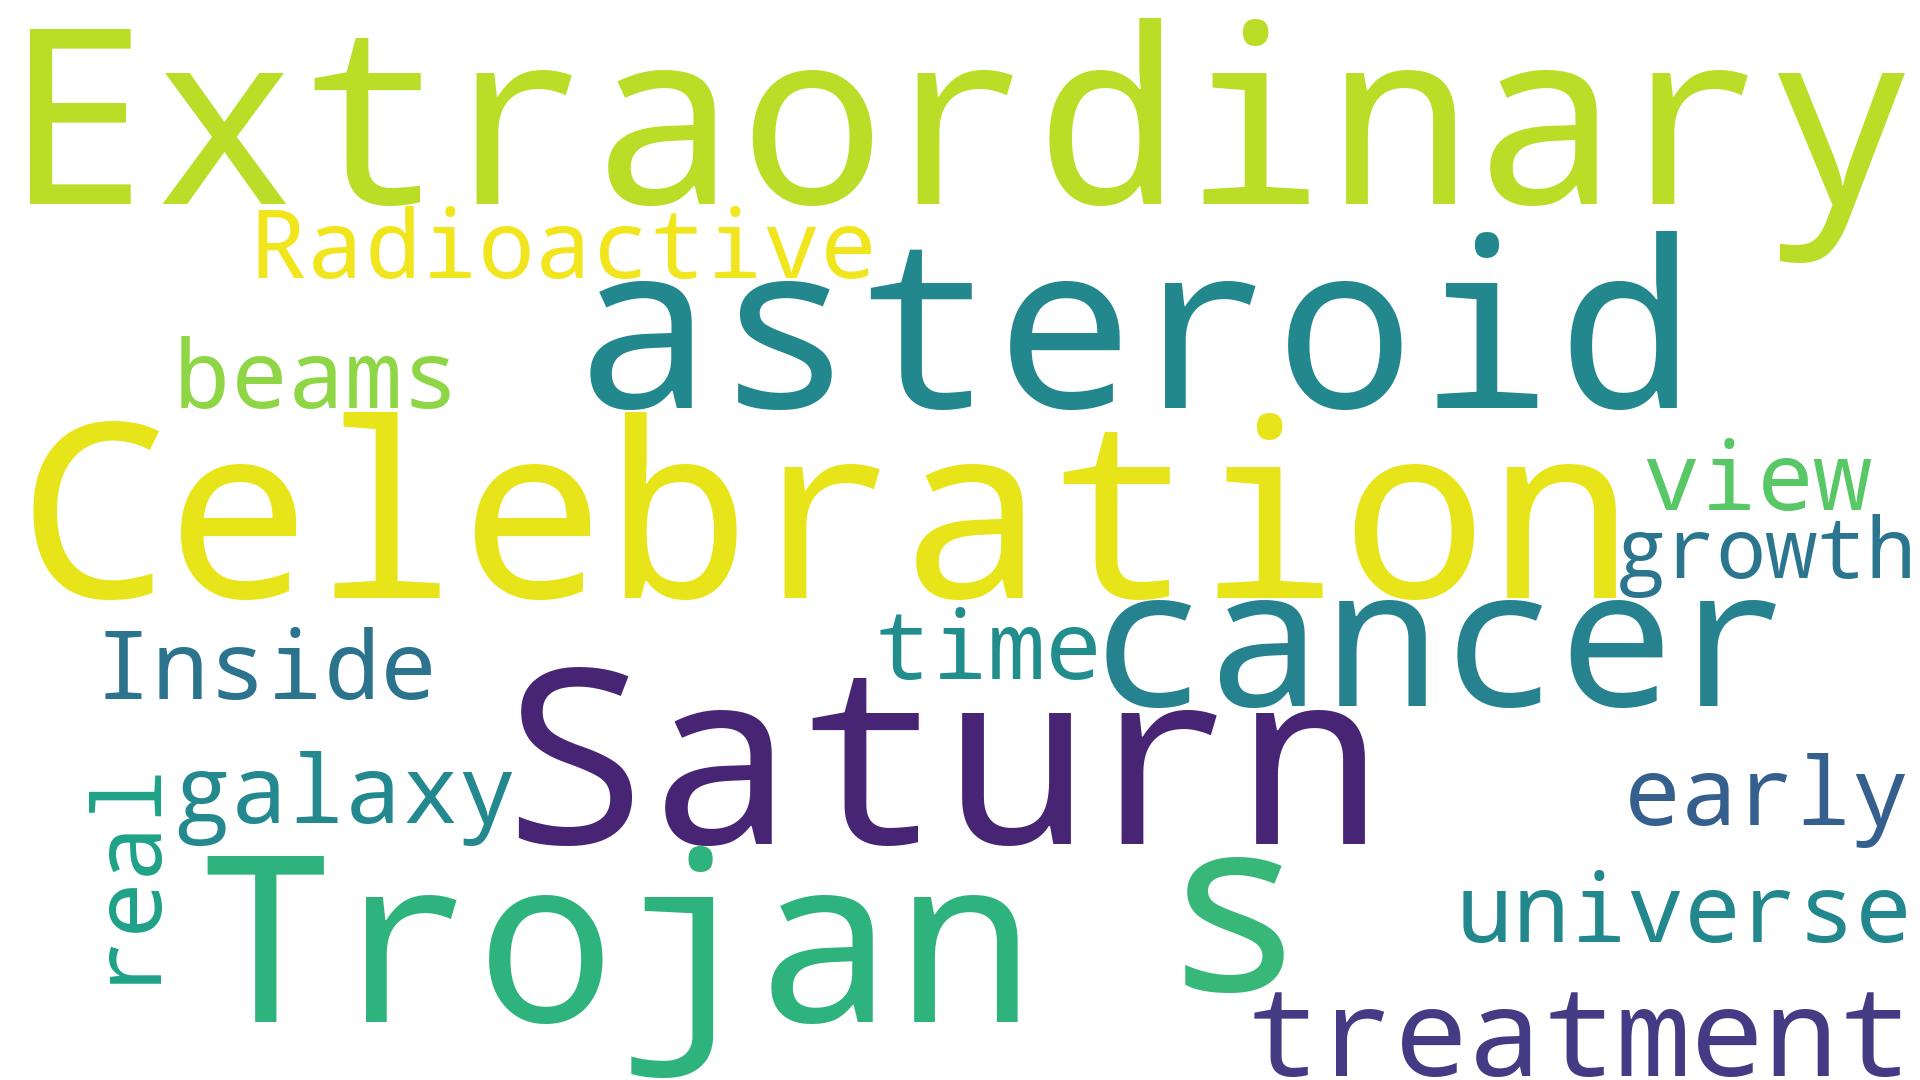 Extraordinary
Radioactive
asteroid
beams
Celebration
view
growth
cancer
time
Inside
Saturn
galaxy
early
real
Trojan
s
universe
treatment